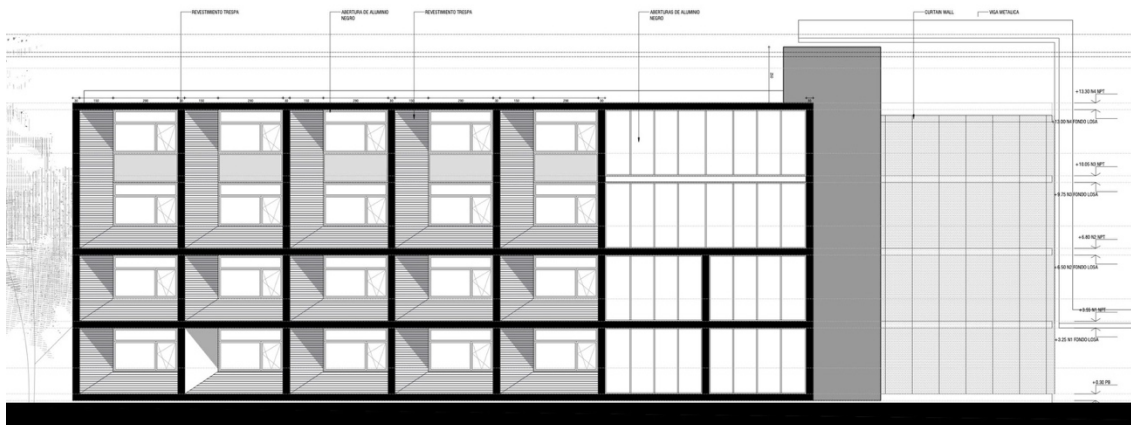 REVESTIMIENTO TRESPA
ABERTURA DE ALUMINIO
NEGRO
REVESTIMIENTO TRESPA
ABERTURAS DE ALUMINIO
NEGRO
CURTAIN WALL
VIGA METALICA
+13.30 N4 NPT
+13.00 N4 FONDO LOSA
+10.05 N3 NPT
+9.75 N3 FONDO LOSA
+6.80 N2 NPT
+6.50 N2 FONDO LOSA
+3.55 N1 NPT
+3.25 N1 FONDO LOSA
+0.30 PB